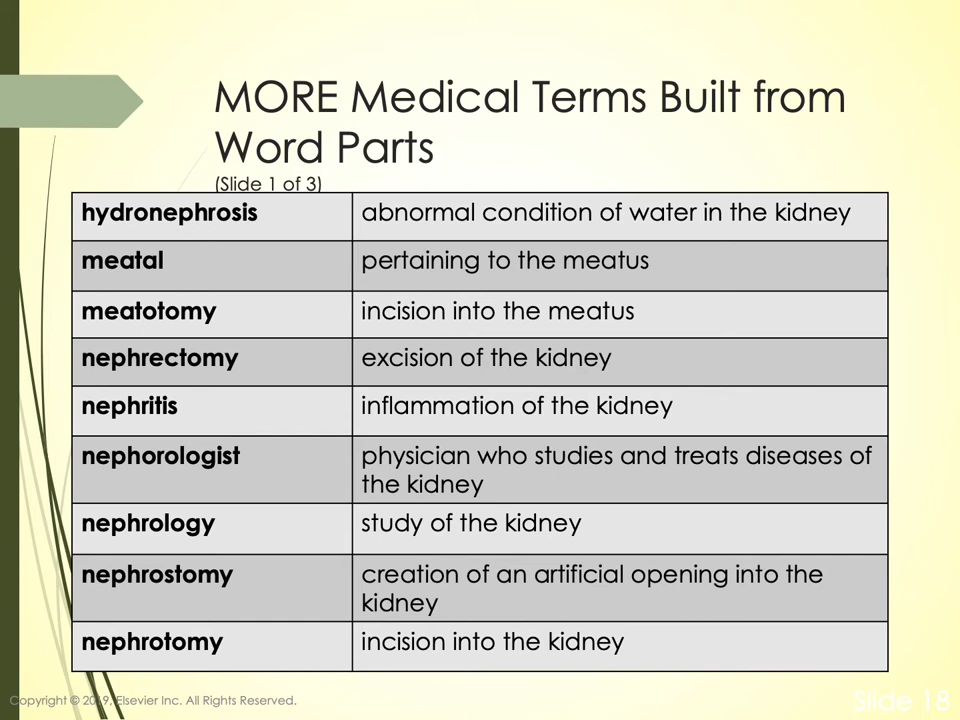 MORE Medical Terms Built from
Word Parts
(Slide 1 of 3)
hydronephrosis abnormal condition of water in the kidney
meatal pertaining to the meatus
meatotomy incision into the meatus
nephrectomy excision of the kidney
nephritis inflammation of the kidney
nephorologist physician who studies and treats diseases of
the kidney
nephrology study of the kidney
nephrostomy creation of an artificial opening into the
kidney
nephrotomy incision into the kidney
Copyright © 2019, Elsevier Inc. All Rights Reserved.
Slide 18